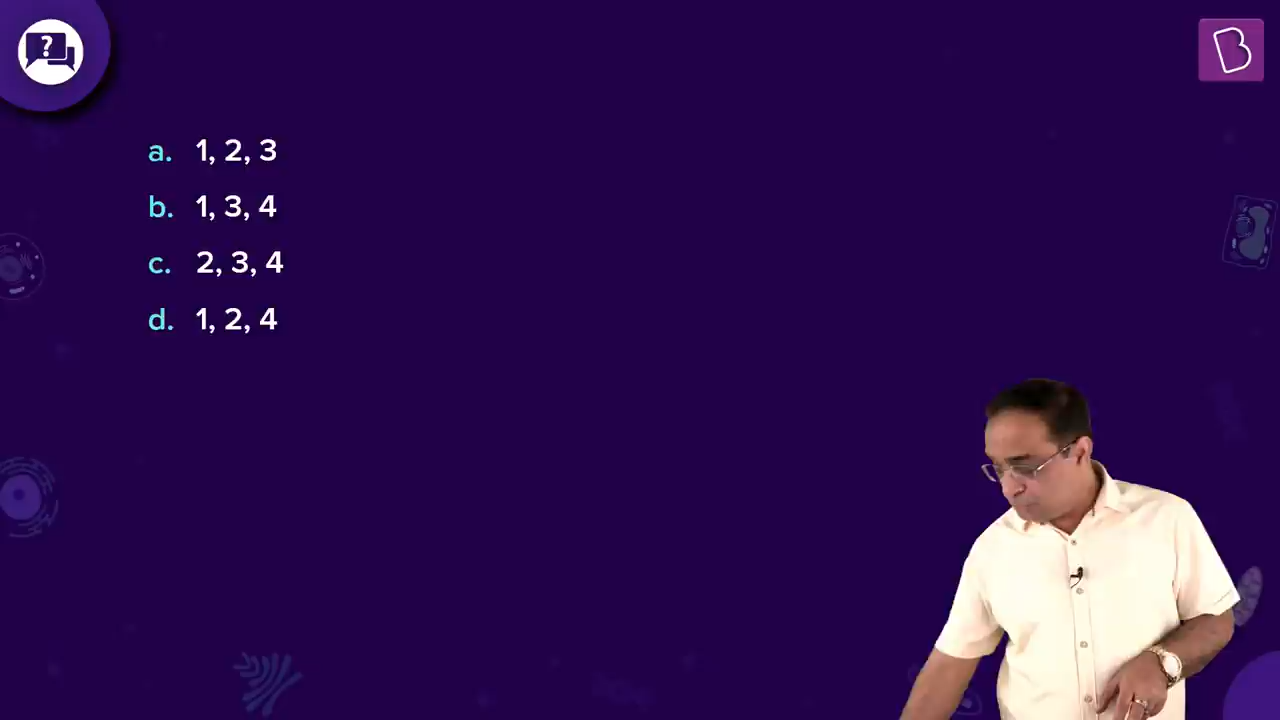 a. 1, 2, 3
b. 1, 3, 4
c. 2, 3, 4
d. 1, 2, 4